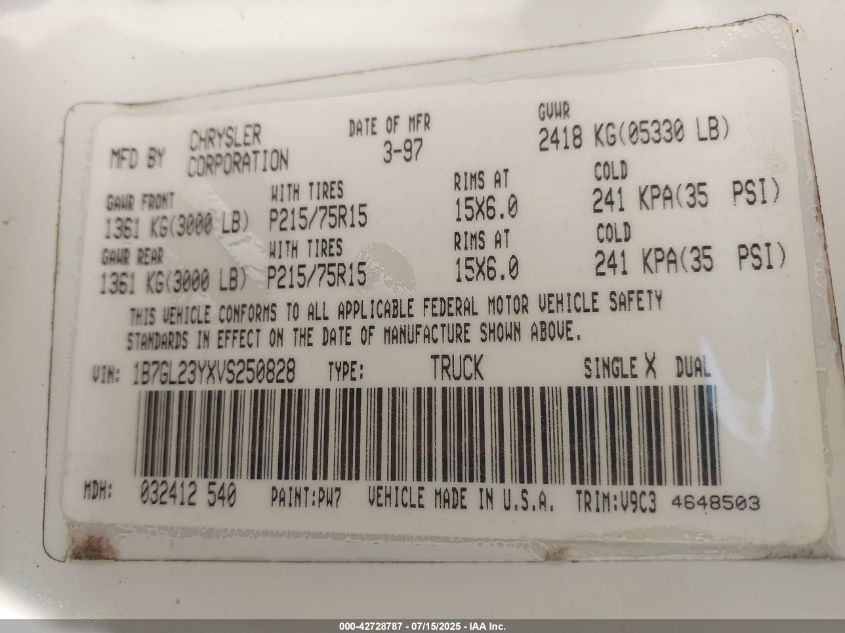 MFD BY CHRYSLER CORPORATION DATE OF MFR 3-97 GVWR 2418 KG(05330 LB)
GAWR FRONT WITH TIRES RIMS AT COLD
1361 KG(3000 LB) P215/75R15 15X6.0 241 KPA(35 PSI)
GAWR REAR WITH TIRES RIMS AT COLD
1361 KG(3000 LB) P215/75R15 15X6.0 241 KPA(35 PSI)
THIS VEHICLE CONFORMS TO ALL APPLICABLE FEDERAL MOTOR VEHICLE SAFETY
STANDARDS IN EFFECT ON THE DATE OF MANUFACTURE SHOWN ABOVE.
VIN: 1B7GL23YXVS250828 TYPE: TRUCK SINGLE X DUAL
MDH: 032412 540 PAINT:PW7 VEHICLE MADE IN U.S.A. TRIM:V9C3 4648503
000-42728787 - 07/15/2025 - IAA Inc.